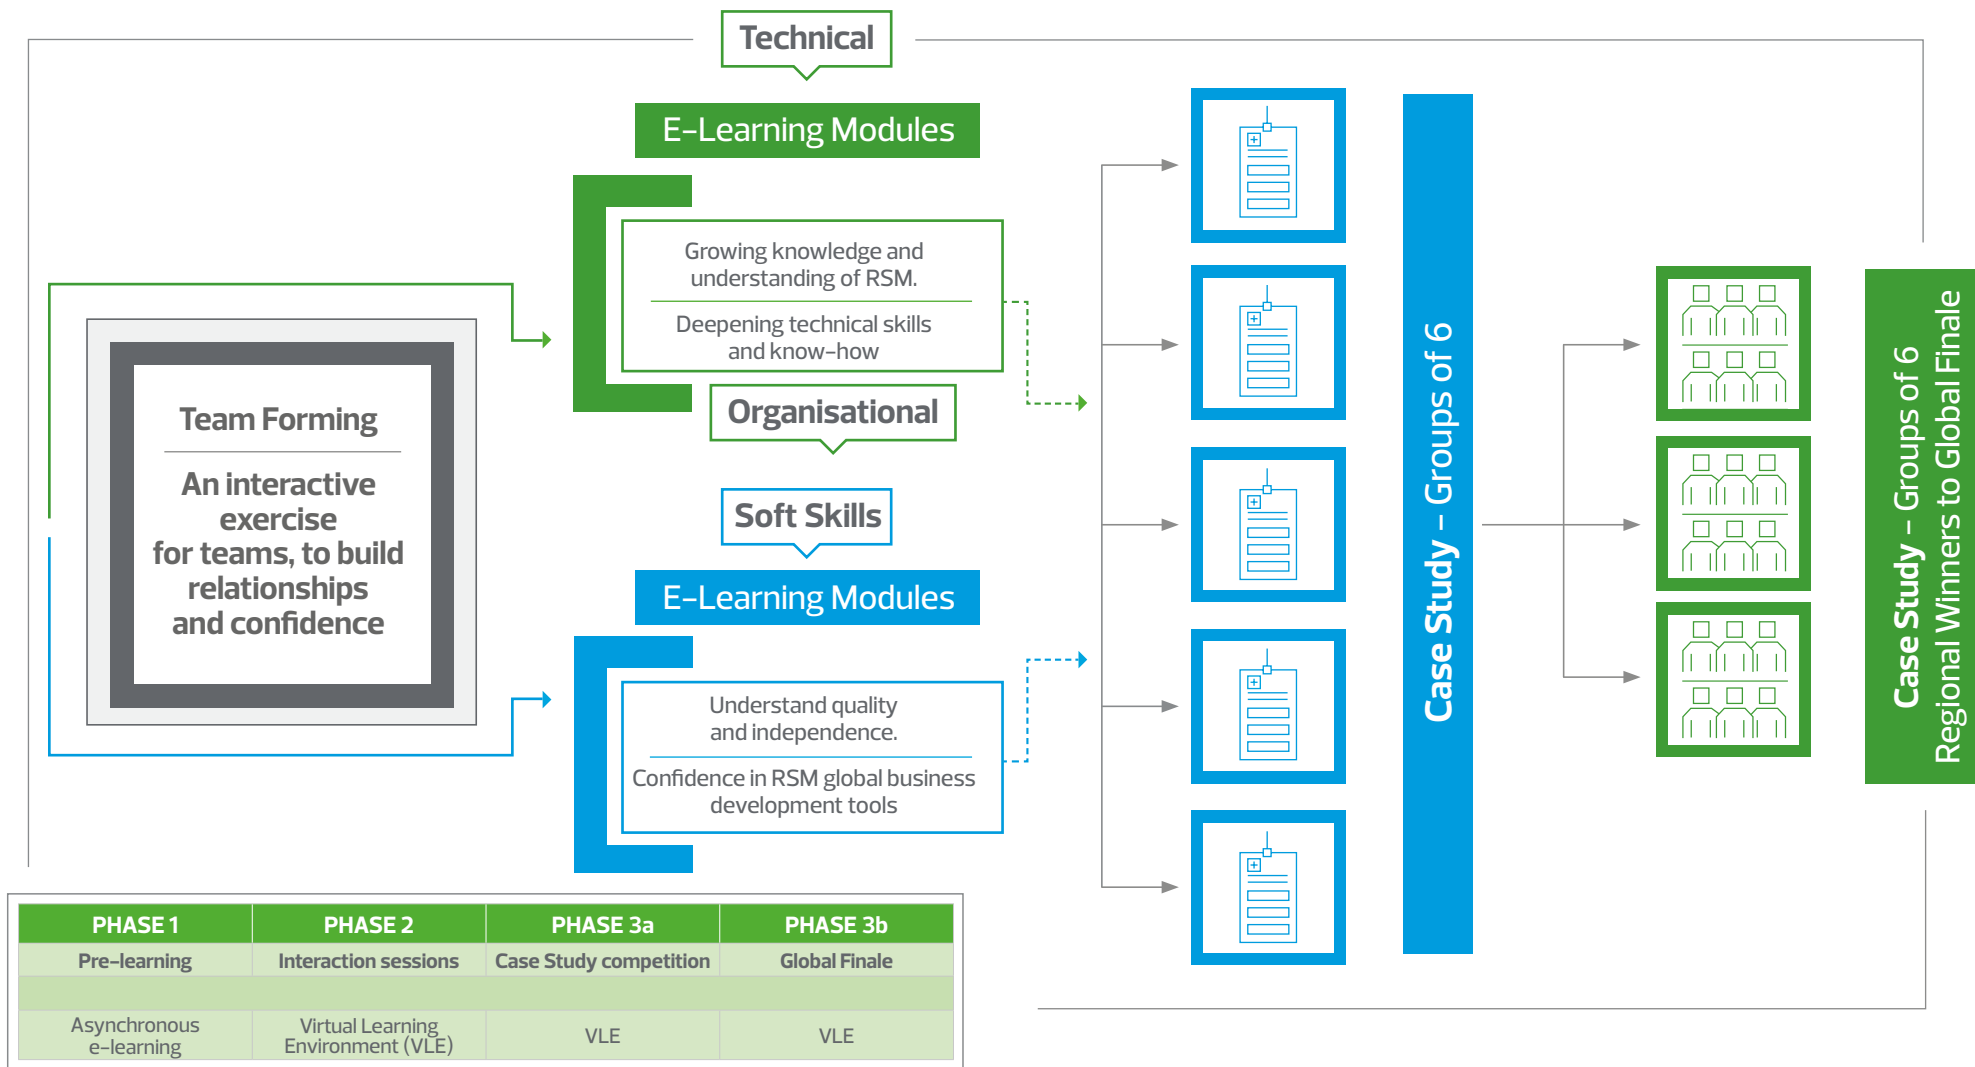 Technical
E-Learning Modules
Growing knowledge and
understanding of RSM.
Deepening technical skills
and know-how
Organisational
Team Forming
An interactive
exercise
for teams, to build
relationships
and confidence
Soft Skills
E-Learning Modules
Understand quality
and independence.
Confidence in RSM global business
development tools
Case Study – Groups of 6
Case Study – Groups of 6
Regional Winners to Global Finale
PHASE 1 PHASE 2 PHASE 3a PHASE 3b
Pre-learning Interaction sessions Case Study competition Global Finale
Asynchronous
e-learning
Virtual Learning
Environment (VLE)
VLE
VLE